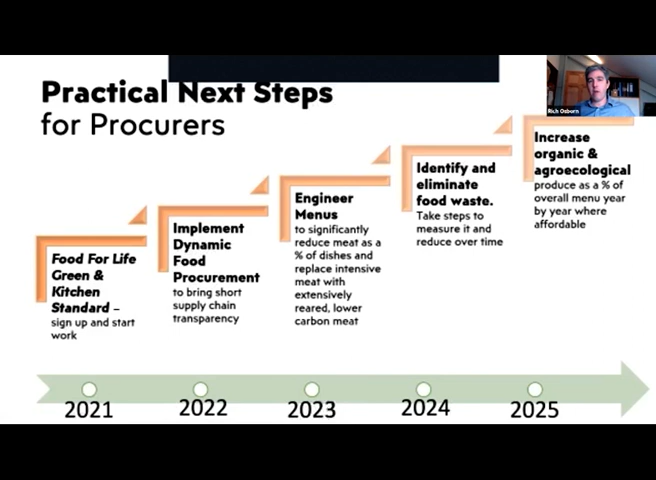 Practical Next Steps
for Procurers
Rich Osborn
Food For Life
Green &
Kitchen
Standard –
sign up and start
work
Implement
Dynamic
Food
Procurement
to bring short
supply chain
transparency
Engineer
Menus
to significantly
reduce meat as a
% of dishes and
replace intensive
meat with
extensively
reared, lower
carbon meat
Identify and
eliminate
food waste.
Take steps to
measure it and
reduce over time
Increase
organic &
agroecological
produce as a % of
overall menu year
by year where
affordable
2021
2022
2023
2024
2025